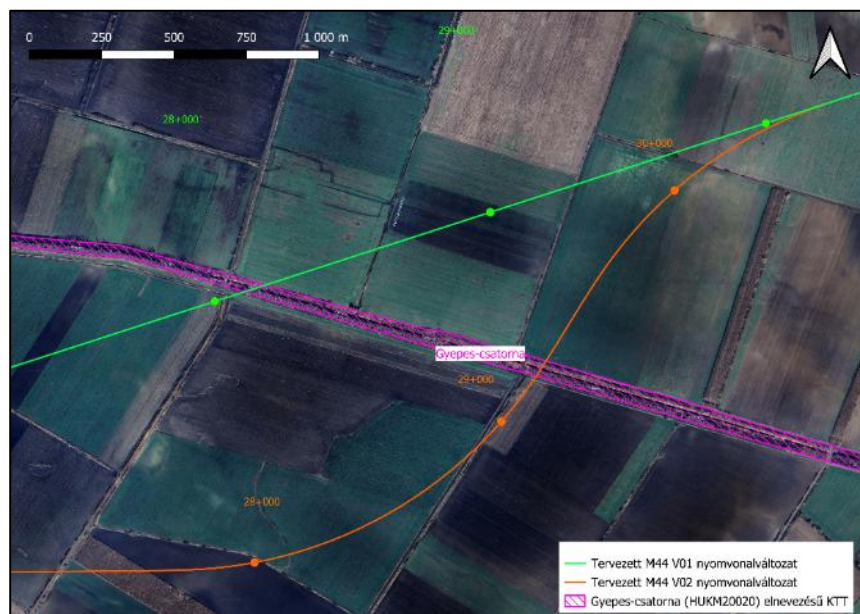 0 250 500 750 1 000 m
29+000
28+000
30+000
Gyepes-csatorna
29+000
28+000
Tervezett M44 V01 nyomvonalváltozat
Tervezett M44 V02 nyomvonalváltozat
Gyepes-csatorna (HUKM20020) elnevezésű KTT